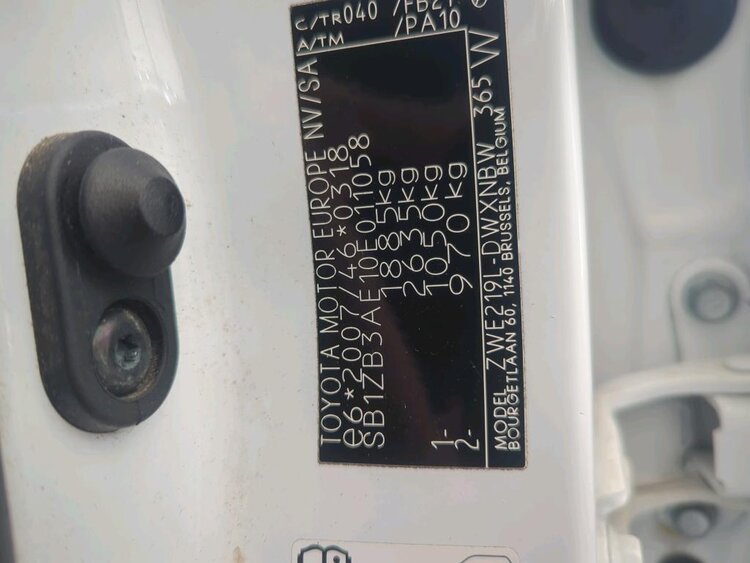 TOYOTA MOTOR EUROPE NV/SA
e6*2007/46*0318
SB1ZB3AE10E011058
1885kg
2635kg
1- 1050kg
2- 970kg
MODEL ZWE219L-DWXNBW 365W
BOURGETLAAN 60, 1140 BRUSSELS, BELGIUM
C/TR040 /FB21
A/TM /PA10